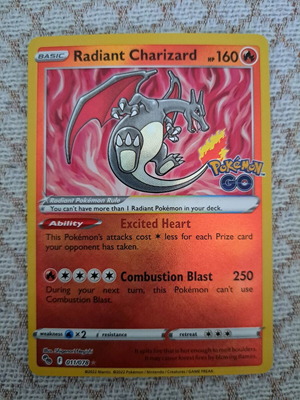 BASIC Radiant Charizard HP 160
POKÉMON
GO
Radiant Pokémon Rule
You can't have more than 1 Radiant Pokémon in your deck.
Ability Excited Heart
This Pokémon's attacks cost less for each Prize card
your opponent has taken.
Combustion Blast 250
During your next turn, this Pokémon can't use
Combustion Blast.
weakness ×2 resistance retreat
011/078
©2022 Pokémon